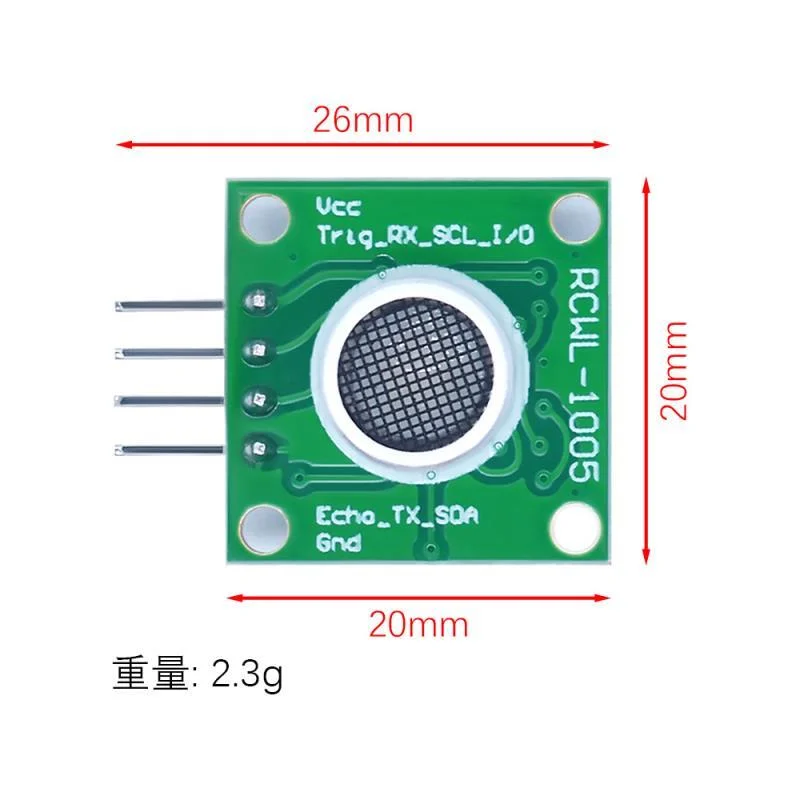 26mm
Vcc
Trig_RX_SCL_I/O
RCWL-1005
20mm
Echo_TX_SDA
Gnd
20mm
重量: 2.3g